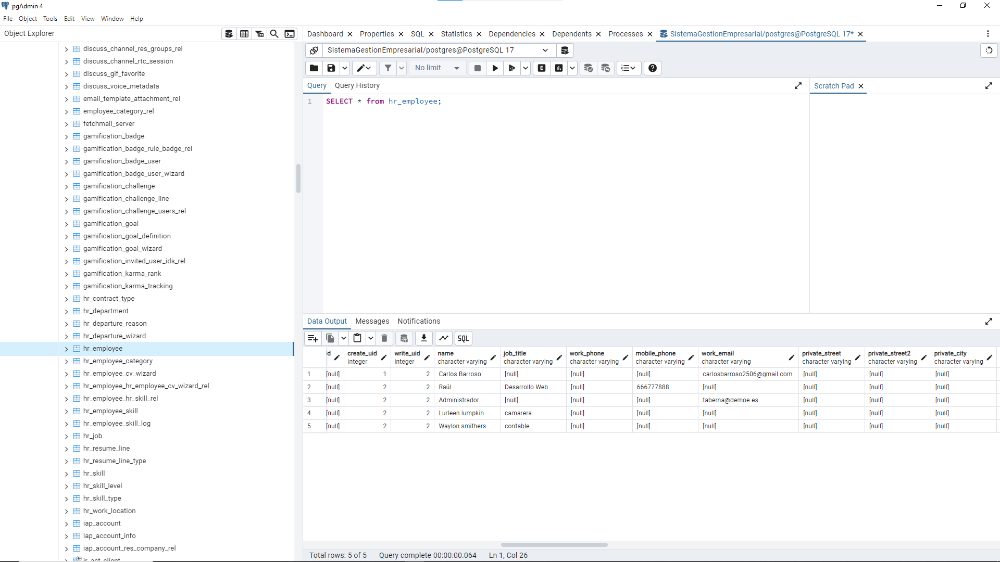 pgAdmin 4
File Object Tools Edit View Window Help
Object Explorer
Dashboard Properties SQL Statistics Dependencies Dependents Processes SistemaGestionEmpresarial/postgres@PostgreSQL 17*
SistemaGestionEmpresarial/postgres@PostgreSQL 17
No limit
E
Query Query History
Scratch Pad
1 SELECT * from hr_employee;
discuss_channel_res_groups_rel
discuss_channel_rtc_session
discuss_gif_favorite
discuss_voice_metadata
email_template_attachment_rel
employee_category_rel
fetchmail_server
gamification_badge
gamification_badge_rule_badge_rel
gamification_badge_user
gamification_badge_user_wizard
gamification_challenge
gamification_challenge_line
gamification_challenge_users_rel
gamification_goal
gamification_goal_definition
gamification_goal_wizard
gamification_invited_user_ids_rel
gamification_karma_rank
gamification_karma_tracking
hr_contract_type
hr_department
hr_departure_reason
hr_departure_wizard
hr_employee
hr_employee_category
hr_employee_cv_wizard
hr_employee_hr_employee_cv_wizard_rel
hr_employee_hr_skill_rel
hr_employee_skill
hr_employee_skill_log
hr_job
hr_resume_line
hr_resume_line_type
hr_skill
hr_skill_level
hr_skill_type
hr_work_location
iap_account
iap_account_info
iap_account_res_company_rel
ir_act_client
Data Output Messages Notifications
SQL
id create_uid write_uid name job_title work_phone mobile_phone work_email private_street private_street2 private_city
integer integer character varying character varying character varying character varying character varying character varying character varying character varying
1 [null] 1 2 Carlos Barroso [null] [null] [null] carlosbarroso2506@gmail.com [null] [null] [null]
2 [null] 2 2 Raúl Desarrollo Web [null] 666777888 [null] [null] [null] [null]
3 [null] 2 2 Administrador [null] [null] [null] taberna@demoe.es [null] [null] [null]
4 [null] 2 2 Lurleen lumpkin camarera [null] [null] [null] [null] [null] [null]
5 [null] 2 2 Waylon smithers contable [null] [null] [null] [null] [null] [null]
Total rows: 5 of 5 Query complete 00:00:00.064 Ln 1, Col 26